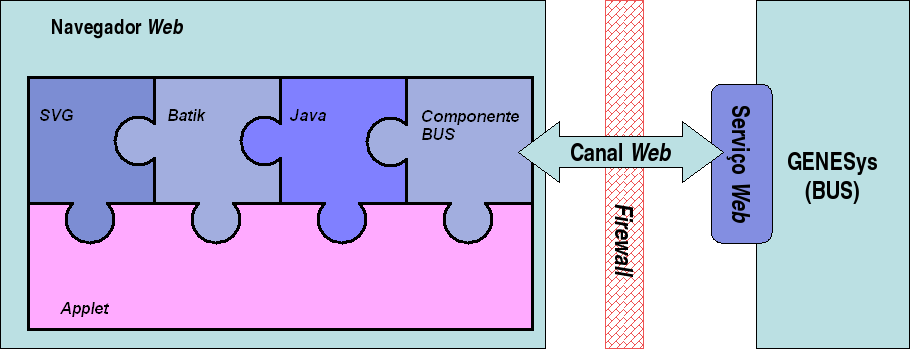 Navegador Web
SVG
Batik
Java
Componente
BUS
Applet
Canal Web
Firewall
Serviço Web
GENESys
(BUS)